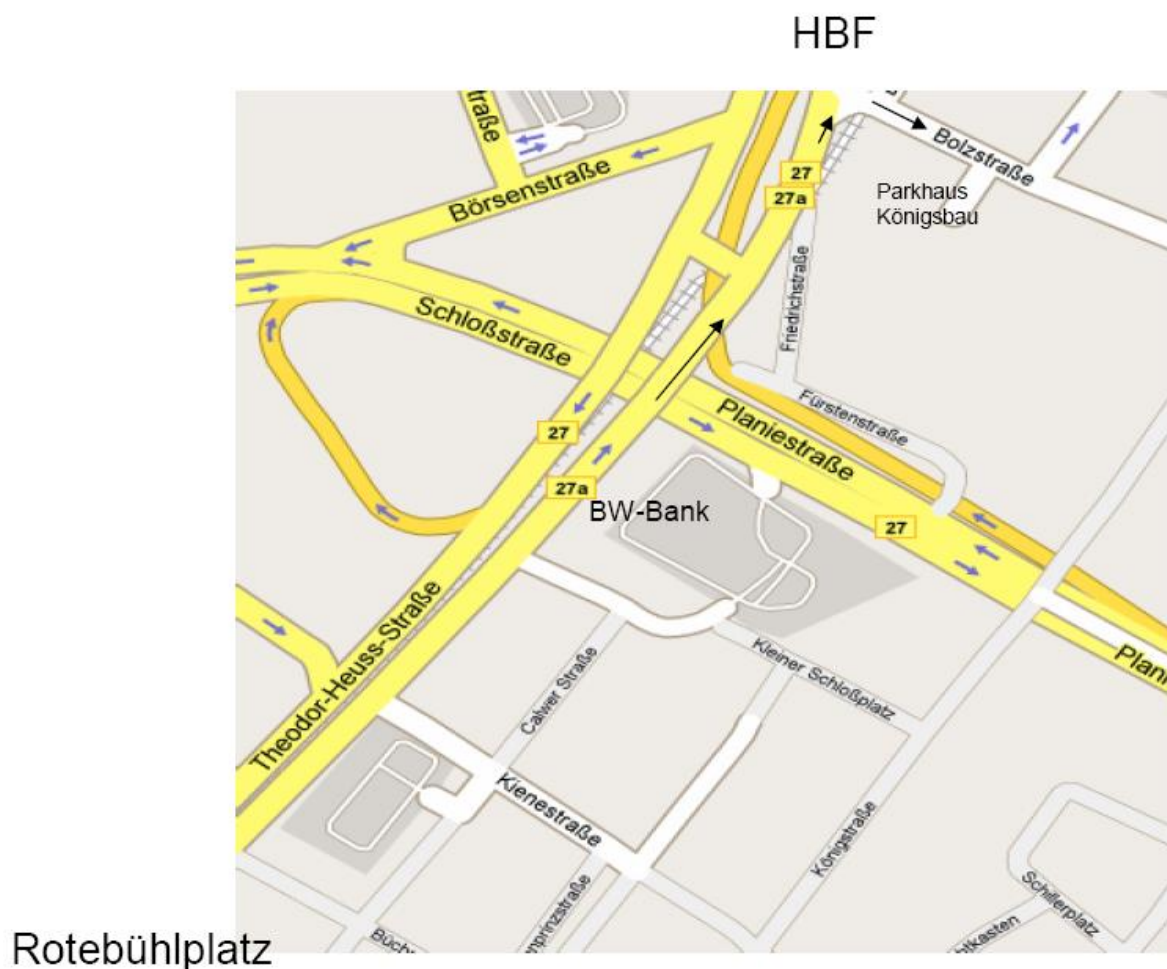 HBF
Straße
Bolzstraße
27
27a
Parkhaus
Königsbau
Börsenstraße
Friedrichstraße
Schloßstraße
Fürstenstraße
Planiestraße
27
27a
BW-Bank
27
Theodor-Heuss-Straße
Calwer Straße
Kleiner Schloßplatz
Kienestraße
Königstraße
Schillerplatz
Rotebühlplatz